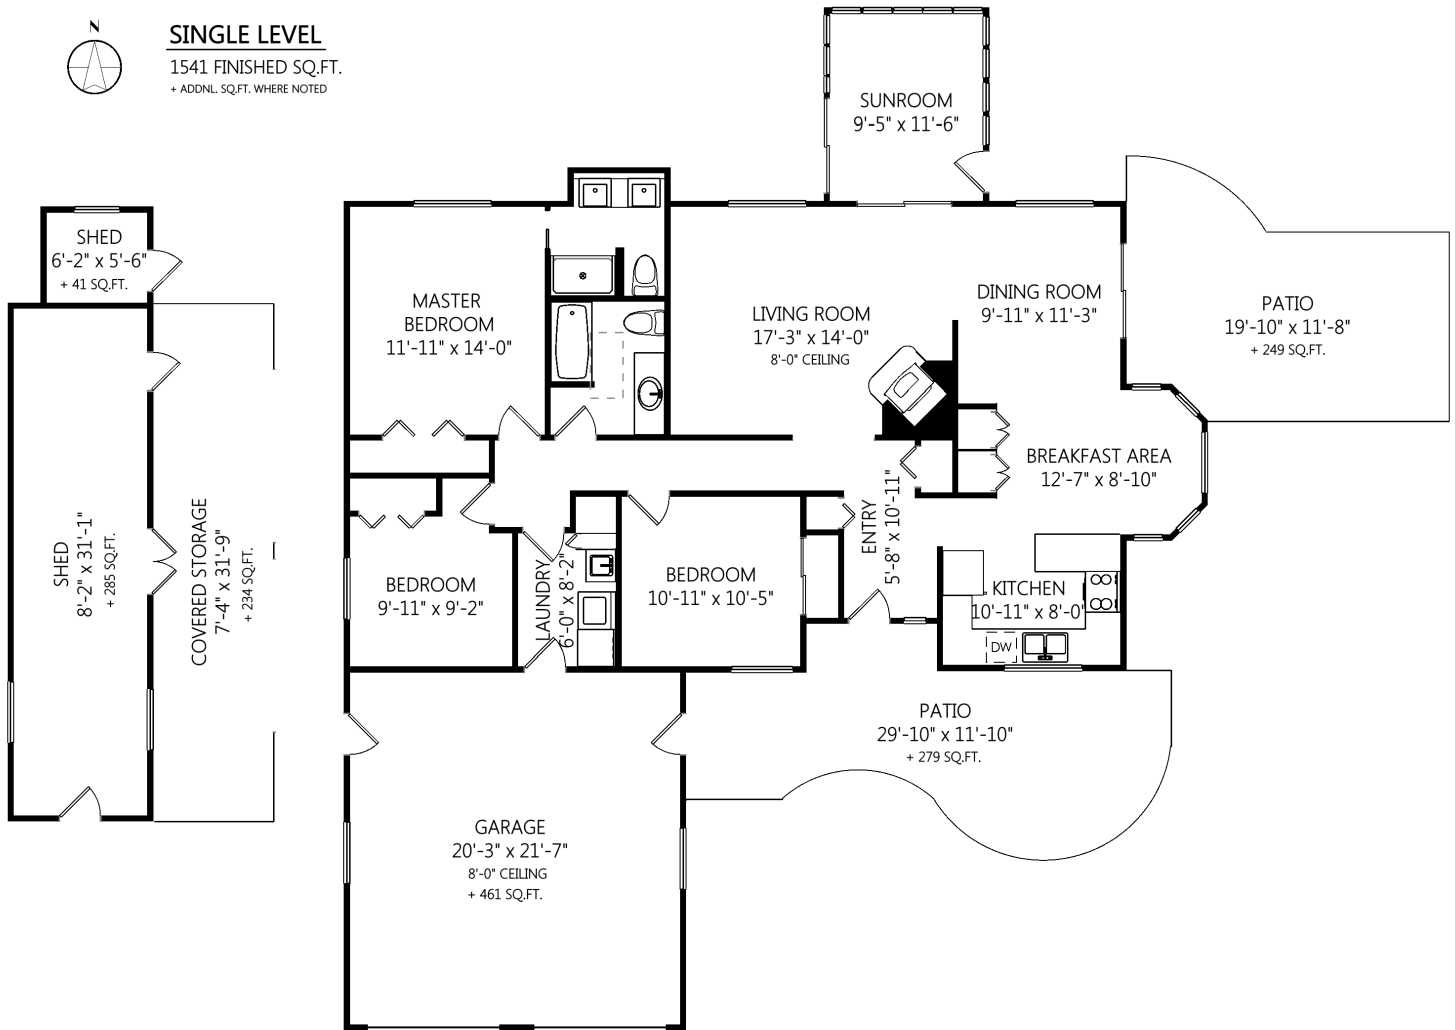 N
SINGLE LEVEL
1541 FINISHED SQ.FT.
+ ADDNL. SQ.FT. WHERE NOTED
SUNROOM
9'-5" x 11'-6"
SHED
6'-2" x 5'-6"
+ 41 SQ.FT.
MASTER
BEDROOM
11'-11" x 14'-0"
LIVING ROOM
17'-3" x 14'-0"
8'-0" CEILING
DINING ROOM
9'-11" x 11'-3"
PATIO
19'-10" x 11'-8"
+ 249 SQ.FT.
BREAKFAST AREA
12'-7" x 8'-10"
SHED
8'-2" x 31'-1"
+ 285 SQ.FT.
COVERED STORAGE
7'-4" x 31'-9"
+ 234 SQ.FT.
BEDROOM
9'-11" x 9'-2"
LAUNDRY
6'-0" x 8'-2"
BEDROOM
10'-11" x 10'-5"
ENTRY
5'-8" x 10'-11"
KITCHEN
10'-11" x 8'-0"
DW
PATIO
29'-10" x 11'-10"
+ 279 SQ.FT.
GARAGE
20'-3" x 21'-7"
8'-0" CEILING
+ 461 SQ.FT.